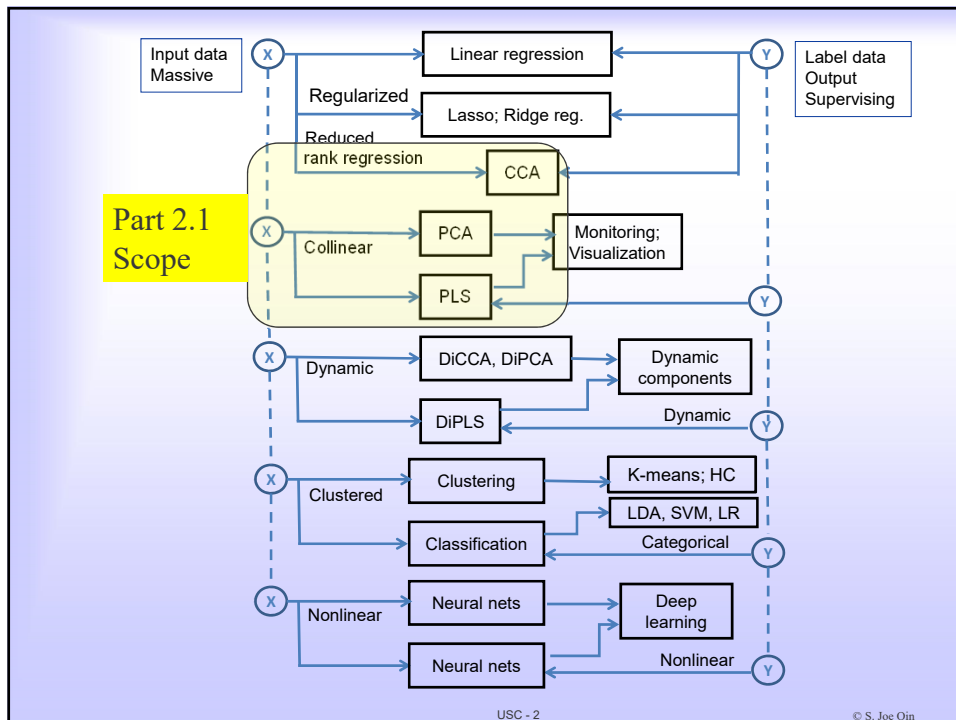 Input data
Massive
X
Linear regression
Y
Label data
Output
Supervising
Regularized
Lasso; Ridge reg.
Reduced
rank regression
CCA
Part 2.1
Scope
X
Collinear
PCA
Monitoring;
Visualization
PLS
Y
X
Dynamic
DiCCA, DiPCA
Dynamic
components
DiPLS
Dynamic
Y
X
Clustered
Clustering
K-means; HC
LDA, SVM, LR
Classification
Categorical
Y
X
Nonlinear
Neural nets
Deep
learning
Neural nets
Nonlinear
Y
USC - 2
© S. Joe Qin